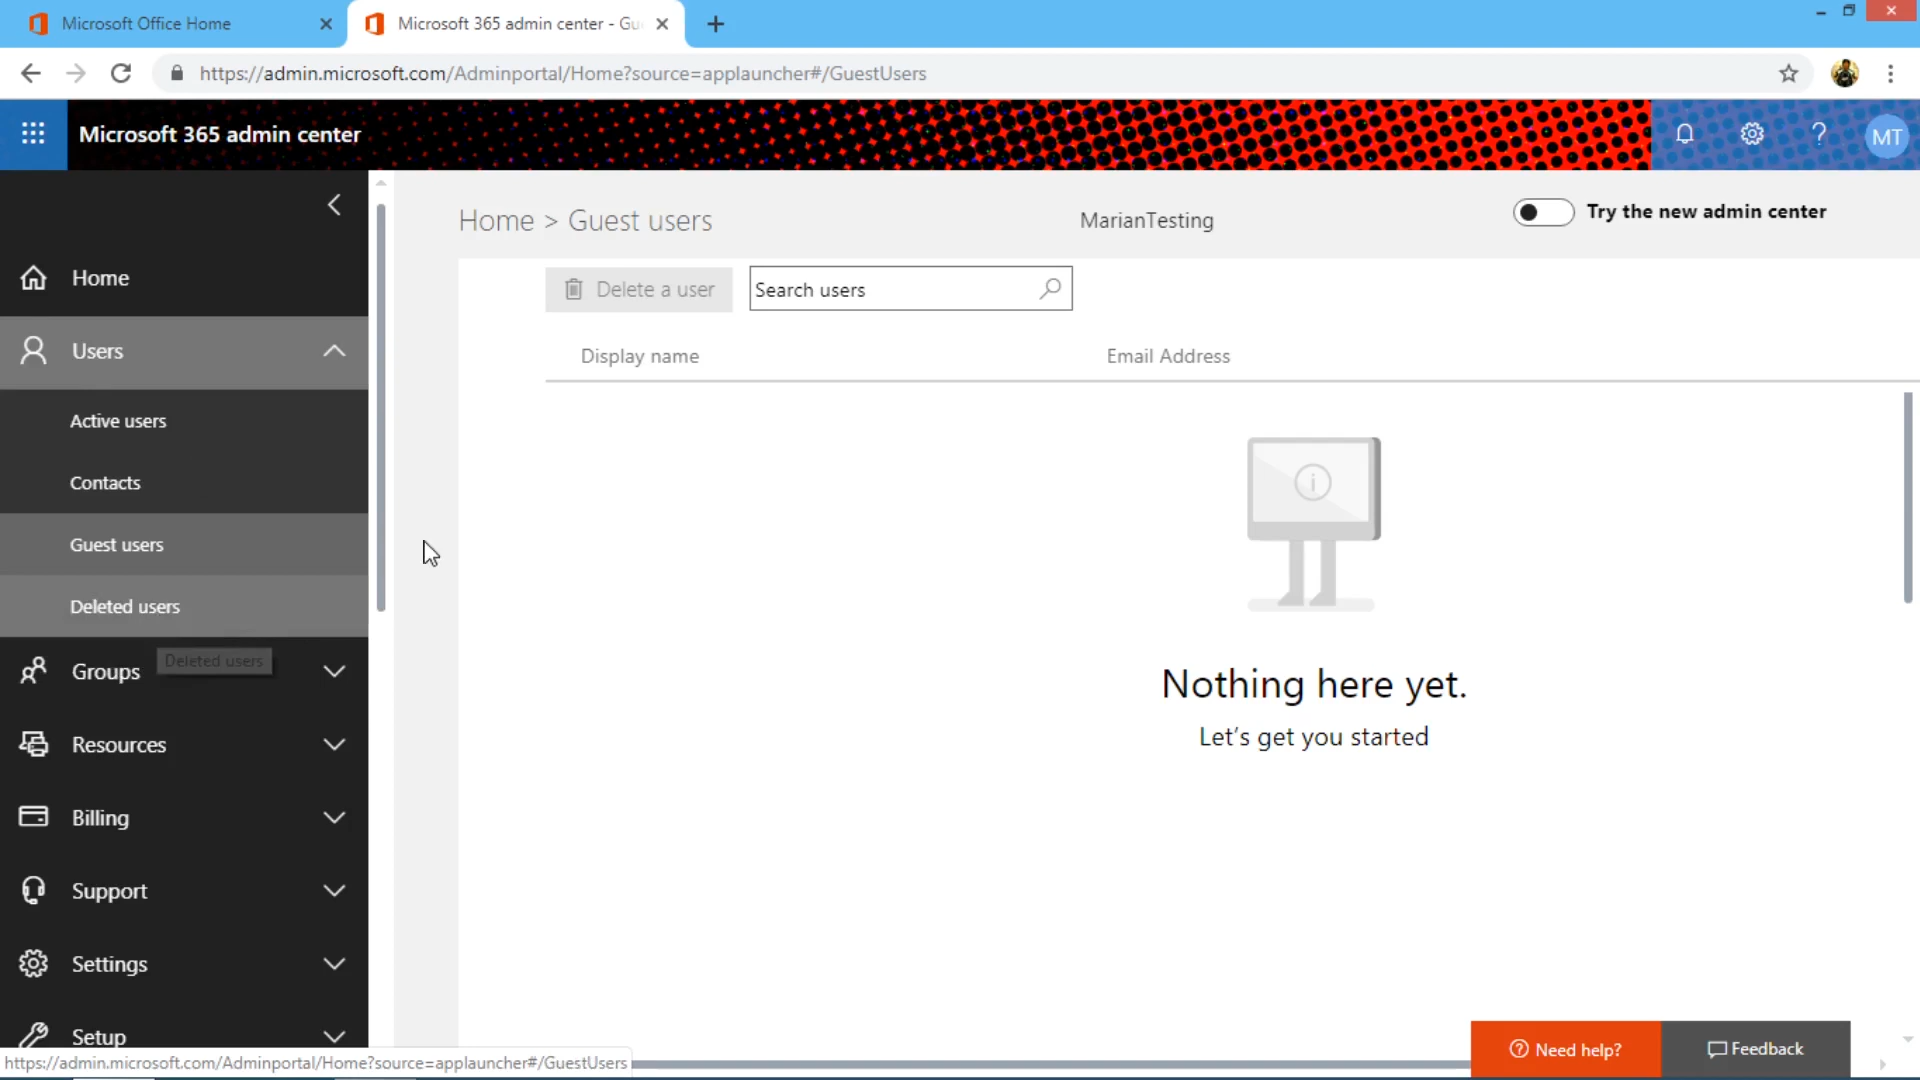 Microsoft Office Home
Microsoft 365 admin center - Gu
https://admin.microsoft.com/Adminportal/Home?source=applauncher#/GuestUsers
Microsoft 365 admin center
?
MT
Home > Guest users
MarianTesting
Try the new admin center
Home
Delete a user
Search users
Users
Display name
Email Address
Active users
Contacts
Guest users
Deleted users
Deleted users
Groups
Nothing here yet.
Let's get you started
Resources
Billing
Support
Settings
Setup
Need help?
Feedback
https://admin.microsoft.com/Adminportal/Home?source=applauncher#/GuestUsers